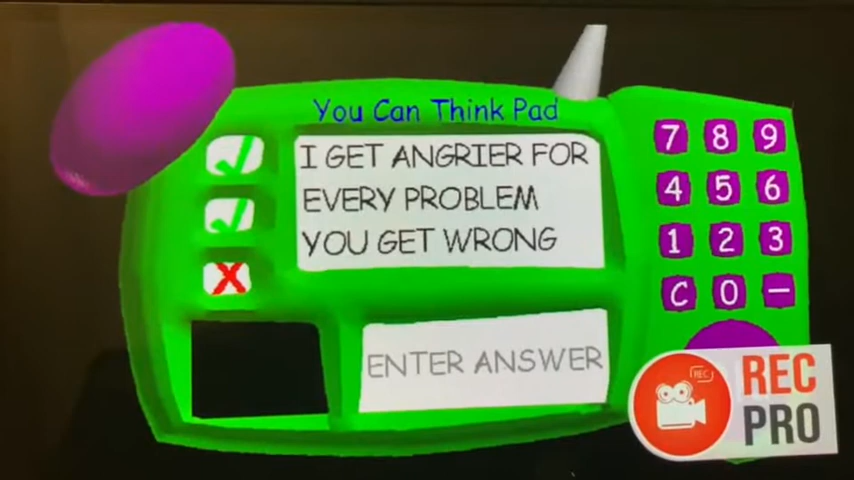 You Can Think Pad
I GET ANGRIER FOR
EVERY PROBLEM
YOU GET WRONG
7 8 9
4 5 6
1 2 3
C 0 −
ENTER ANSWER
REC
REC
PRO